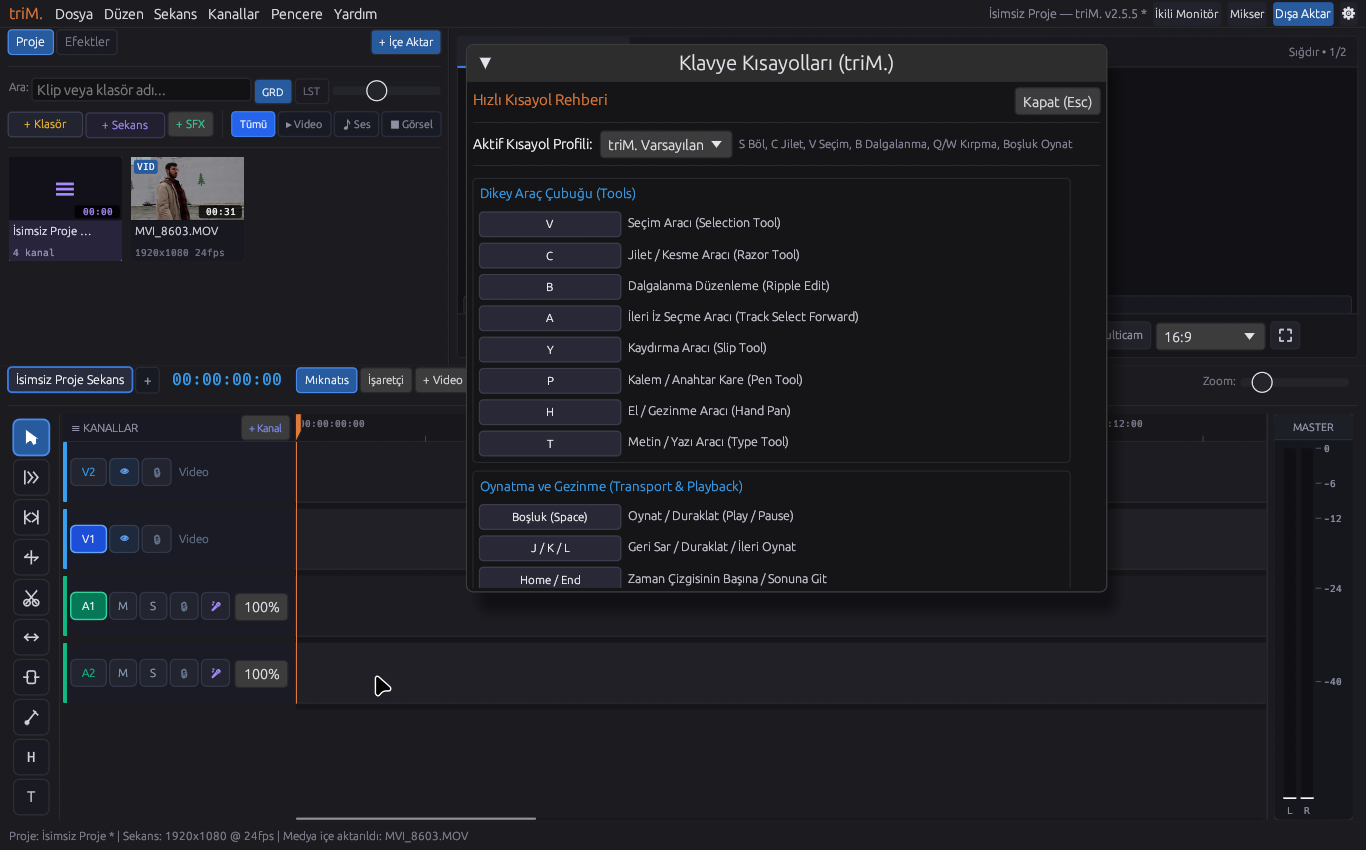 triM. Dosya Düzen Sekans Kanallar Pencere Yardım
İsimsiz Proje — triM. v2.5.5 * İkili Monitör Mikser Dışa Aktar
Proje Efektler + İçe Aktar
Sığdır • 1/2
Ara: Klip veya klasör adı... GRD LST
+ Klasör + Sekans + SFX Tümü Video Ses Görsel
00:00
İsimsiz Proje ...
4 kanal
VID
00:31
MVI_8603.MOV
1920x1080 24fps
Klavye Kısayolları (triM.)
Hızlı Kısayol Rehberi
Kapat (Esc)
Aktif Kısayol Profili: triM. Varsayılan S Böl, C Jilet, V Seçim, B Dalgalanma, Q/W Kırpma, Boşluk Oynat
Dikey Araç Çubuğu (Tools)
V Seçim Aracı (Selection Tool)
C Jilet / Kesme Aracı (Razor Tool)
B Dalgalanma Düzenleme (Ripple Edit)
A İleri İz Seçme Aracı (Track Select Forward)
Y Kaydırma Aracı (Slip Tool)
P Kalem / Anahtar Kare (Pen Tool)
H El / Gezinme Aracı (Hand Pan)
T Metin / Yazı Aracı (Type Tool)
Oynatma ve Gezinme (Transport & Playback)
Boşluk (Space) Oynat / Duraklat (Play / Pause)
J / K / L Geri Sar / Duraklat / İleri Oynat
Home / End Zaman Çizgisinin Başına / Sonuna Git
ulticam 16:9
İsimsiz Proje Sekans + 00:00:00:00 Mıknatıs İşaretçi + Video
Zoom:
≡ KANALLAR + Kanal
00:00:00:00
:12:00
MASTER
V2 Video
V1 Video
A1 M S 100%
A2 M S 100%
H
T
-0
-6
-12
-24
-40
L R
Proje: İsimsiz Proje * | Sekans: 1920x1080 @ 24fps | Medya içe aktarıldı: MVI_8603.MOV